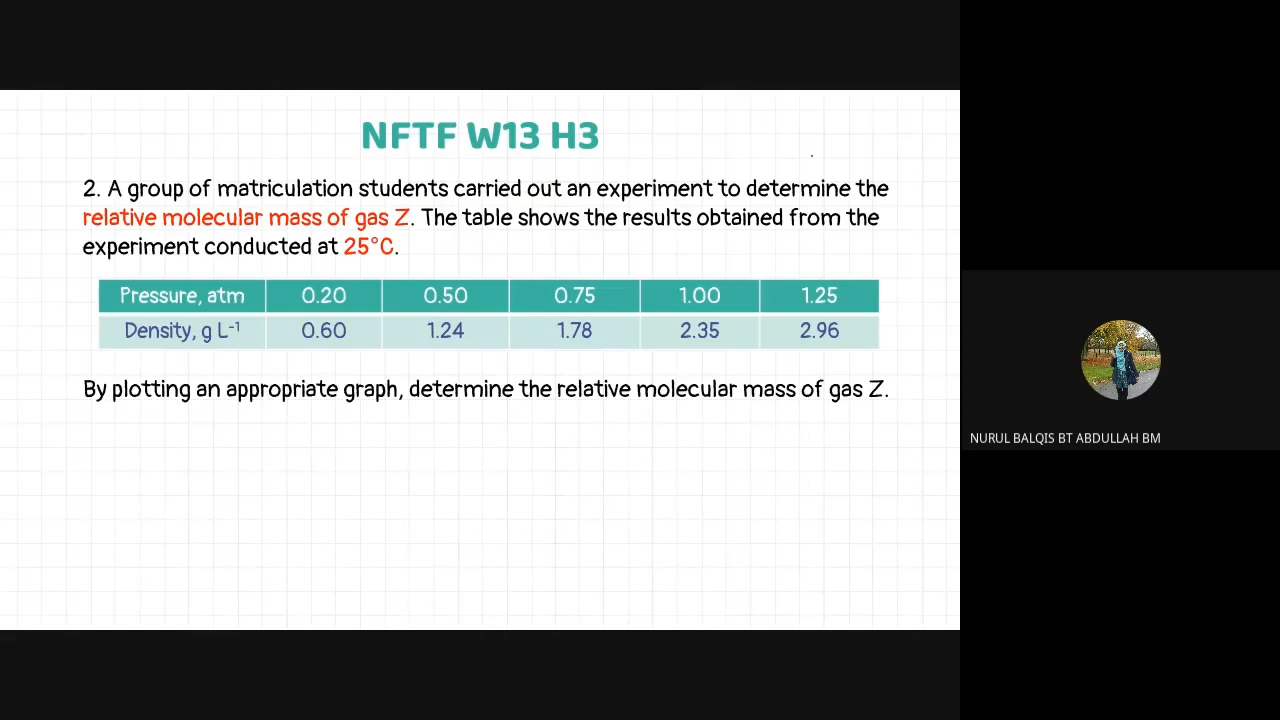 NFTF W13 H3
2. A group of matriculation students carried out an experiment to determine the
relative molecular mass of gas Z. The table shows the results obtained from the
experiment conducted at 25°C.
Pressure, atm 0.20 0.50 0.75 1.00 1.25
Density, g L⁻¹ 0.60 1.24 1.78 2.35 2.96
By plotting an appropriate graph, determine the relative molecular mass of gas Z.
NURUL BALQIS BT ABDULLAH BM